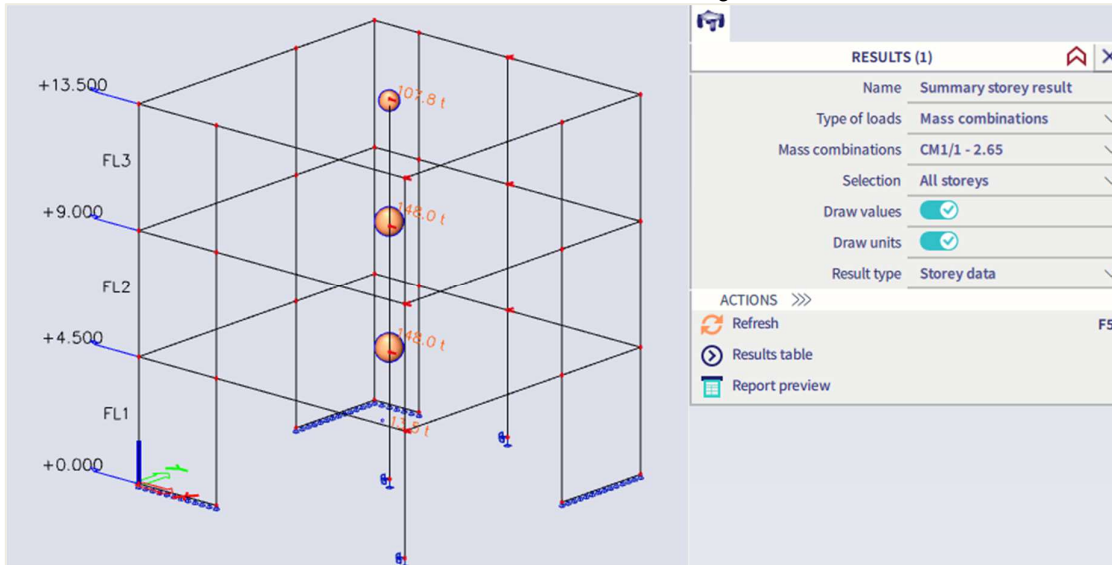 +13.500
107.8 t
FL3
+9.000
148.0 t
FL2
+4.500
148.0 t
FL1
13.5 t
+0.000
Y
X
RESULTS (1)
Name Summary storey result
Type of loads Mass combinations
Mass combinations CM1/1 - 2.65
Selection All storeys
Draw values
Draw units
Result type Storey data
ACTIONS >>>
Refresh F5
Results table
Report preview